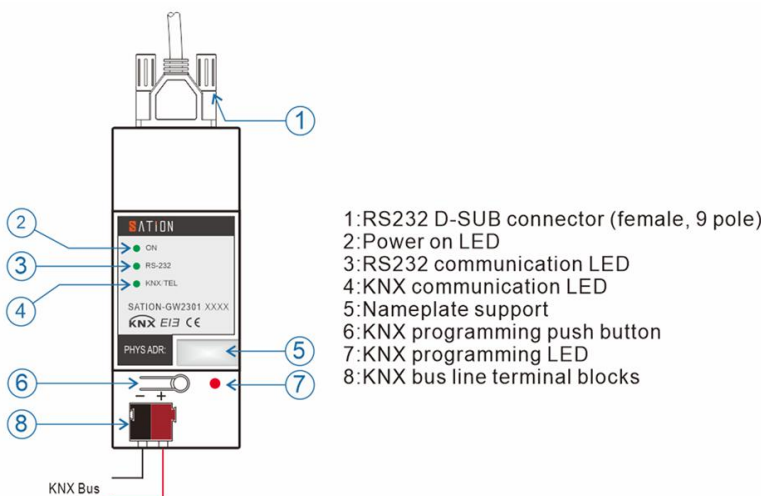 1
2
3
4
SATION
ON
RS-232
KNX/TEL
SATION-GW2301 XXXX
KNX EIB CE
PHYS ADR:
5
6
7
- +
8
KNX Bus
1:RS232 D-SUB connector (female, 9 pole)
2:Power on LED
3:RS232 communication LED
4:KNX communication LED
5:Nameplate support
6:KNX programming push button
7:KNX programming LED
8:KNX bus line terminal blocks